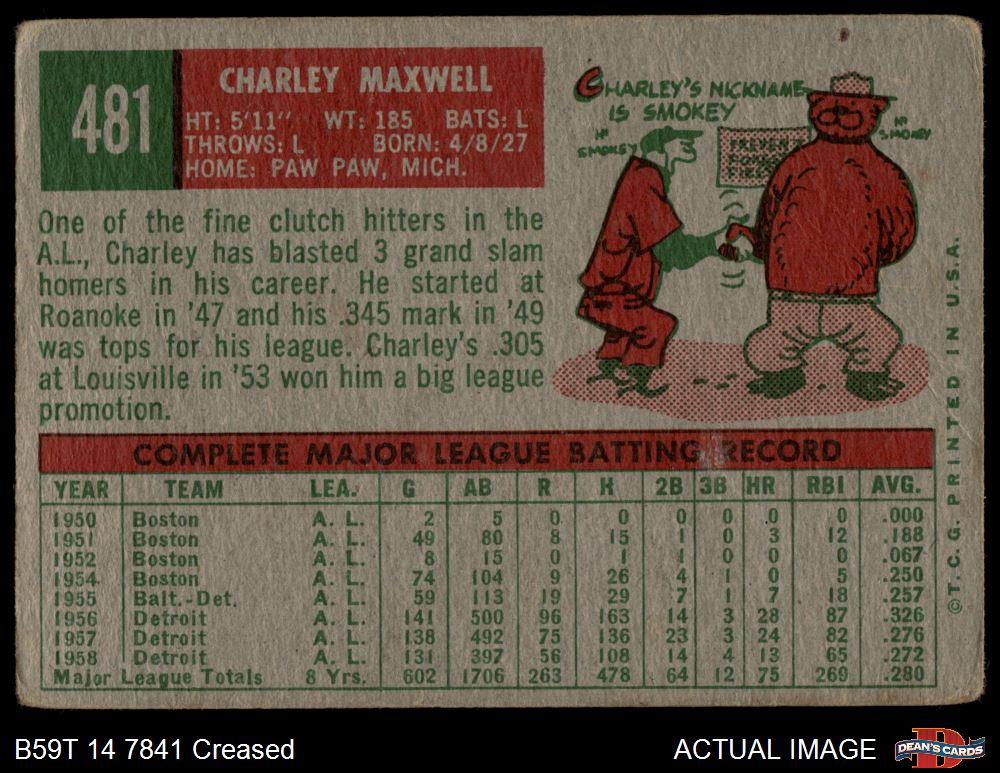 481
CHARLEY MAXWELL
HT: 5'11" WT: 185 BATS: L
THROWS: L BORN: 4/8/27
HOME: PAW PAW, MICH.
One of the fine clutch hitters in the
A.L., Charley has blasted 3 grand slam
homers in his career. He started at
Roanoke in '47 and his .345 mark in '49
was tops for his league. Charley's .305
at Louisville in '53 won him a big league
promotion.
CHARLEY'S NICKNAME
IS SMOKEY
HI
SMOKEY
HI
SMOKEY
PREVENT
FOREST
FIRES
COMPLETE MAJOR LEAGUE BATTING RECORD
YEAR TEAM LEA. G AB R H 2B 3B HR RBI AVG.
1950 Boston A. L. 2 5 0 0 0 0 0 0 .000
1951 Boston A. L. 49 80 8 15 1 0 3 12 .188
1952 Boston A. L. 8 15 0 1 1 0 0 0 .067
1954 Boston A. L. 74 104 9 26 4 1 0 5 .250
1955 Balt.-Det. A. L. 59 113 19 29 7 1 7 18 .257
1956 Detroit A. L. 141 500 96 163 14 3 28 87 .326
1957 Detroit A. L. 138 492 75 136 23 3 24 82 .276
1958 Detroit A. L. 131 397 56 108 14 4 13 65 .272
Major League Totals 8 Yrs. 602 1706 263 478 64 12 75 269 .280
©T.C.G. PRINTED IN U.S.A.
B59T 14 7841 Creased
ACTUAL IMAGE
DEAN'S CARDS